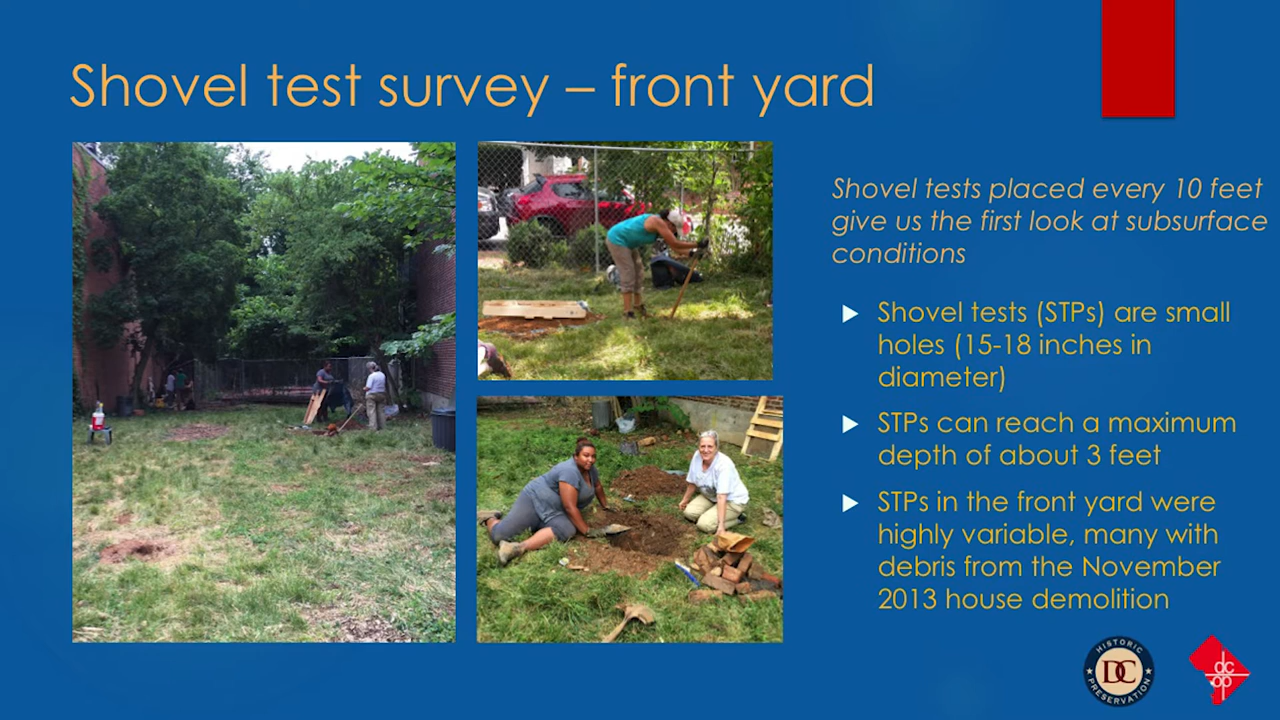 Shovel test survey – front yard
Shovel tests placed every 10 feet
give us the first look at subsurface
conditions
Shovel tests (STPs) are small
holes (15-18 inches in
diameter)
STPs can reach a maximum
depth of about 3 feet
STPs in the front yard were
highly variable, many with
debris from the November
2013 house demolition
HISTORIC
DC
PRESERVATION
dc
op